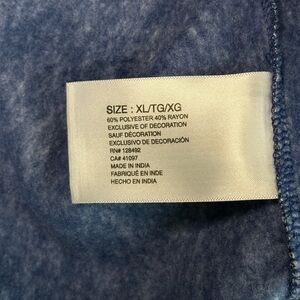 SIZE : XL/TG/XG
60% POLYESTER 40% RAYON
EXCLUSIVE OF DECORATION
SAUF DÉCORATION
EXCLUSIVO DE DECORACIÓN
RN# 128492
CA# 41097
MADE IN INDIA
FABRIQUÉ EN INDE
HECHO EN INDIA